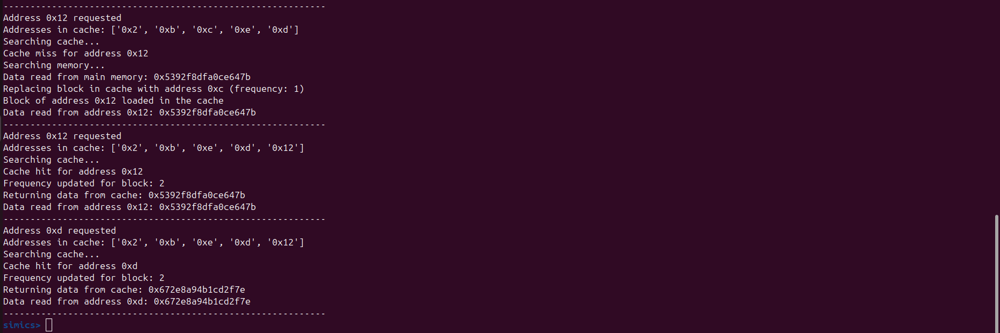 ------------------------------------------------------------
Address 0x12 requested
Addresses in cache: ['0x2', '0xb', '0xc', '0xe', '0xd']
Searching cache...
Cache miss for address 0x12
Searching memory...
Data read from main memory: 0x5392f8dfa0ce647b
Replacing block in cache with address 0xc (frequency: 1)
Block of address 0x12 loaded in the cache
Data read from address 0x12: 0x5392f8dfa0ce647b
------------------------------------------------------------
Address 0x12 requested
Addresses in cache: ['0x2', '0xb', '0xe', '0xd', '0x12']
Searching cache...
Cache hit for address 0x12
Frequency updated for block: 2
Returning data from cache: 0x5392f8dfa0ce647b
Data read from address 0x12: 0x5392f8dfa0ce647b
------------------------------------------------------------
Address 0xd requested
Addresses in cache: ['0x2', '0xb', '0xe', '0xd', '0x12']
Searching cache...
Cache hit for address 0xd
Frequency updated for block: 2
Returning data from cache: 0x672e8a94b1cd2f7e
Data read from address 0xd: 0x672e8a94b1cd2f7e
------------------------------------------------------------
simics>